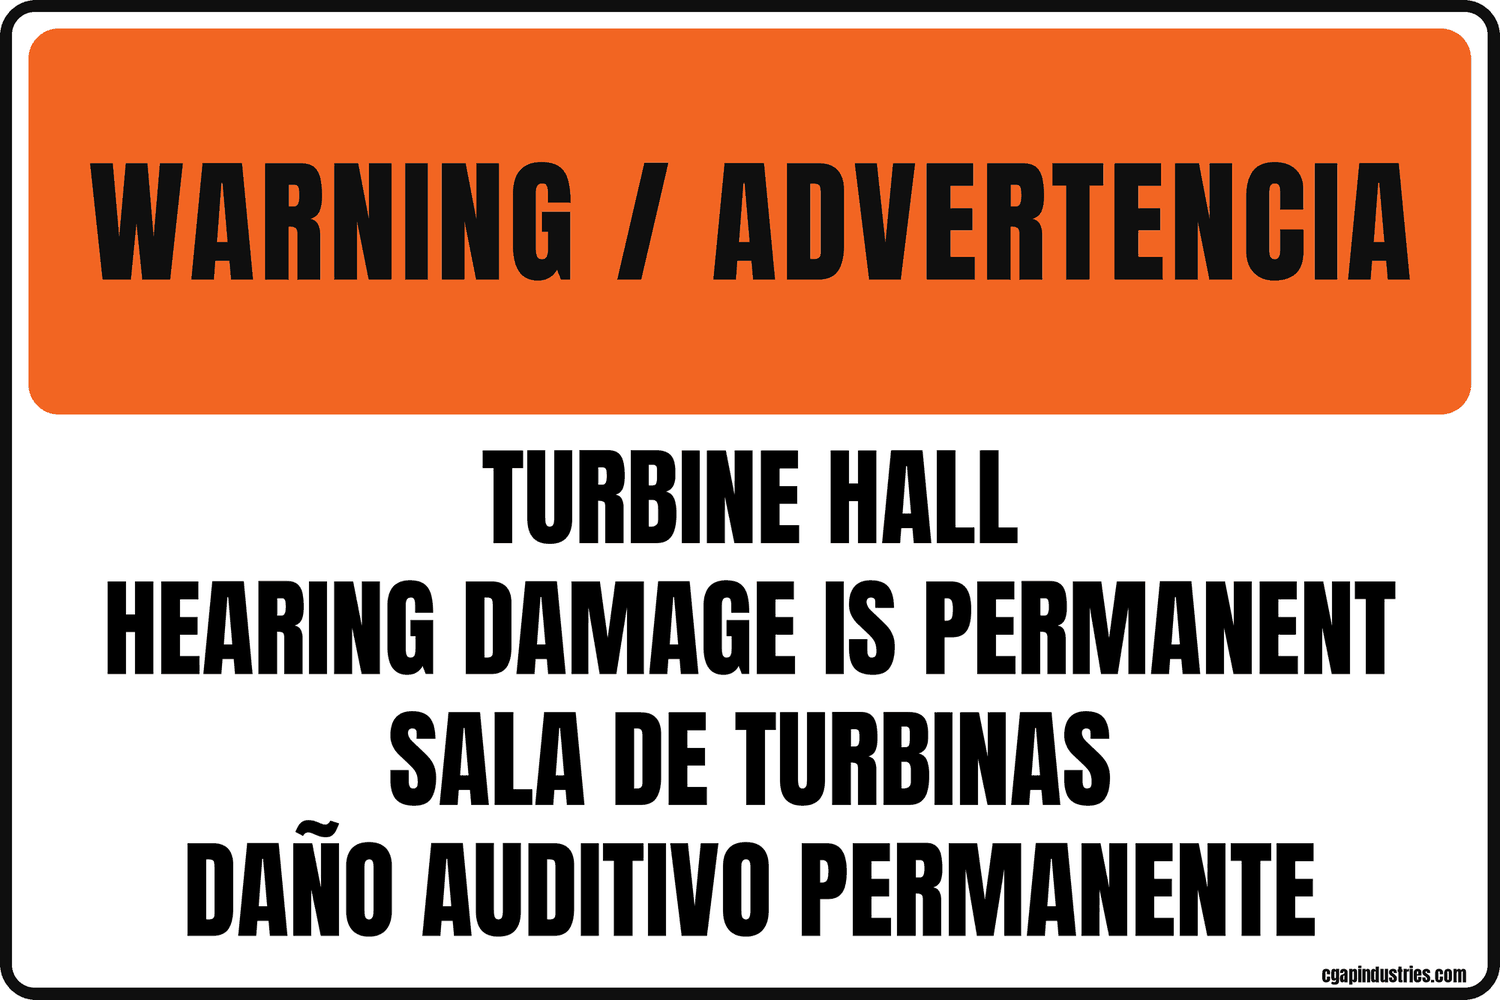 WARNING / ADVERTENCIA
TURBINE HALL
HEARING DAMAGE IS PERMANENT
SALA DE TURBINAS
DAÑO AUDITIVO PERMANENTE
cgapindustries.com